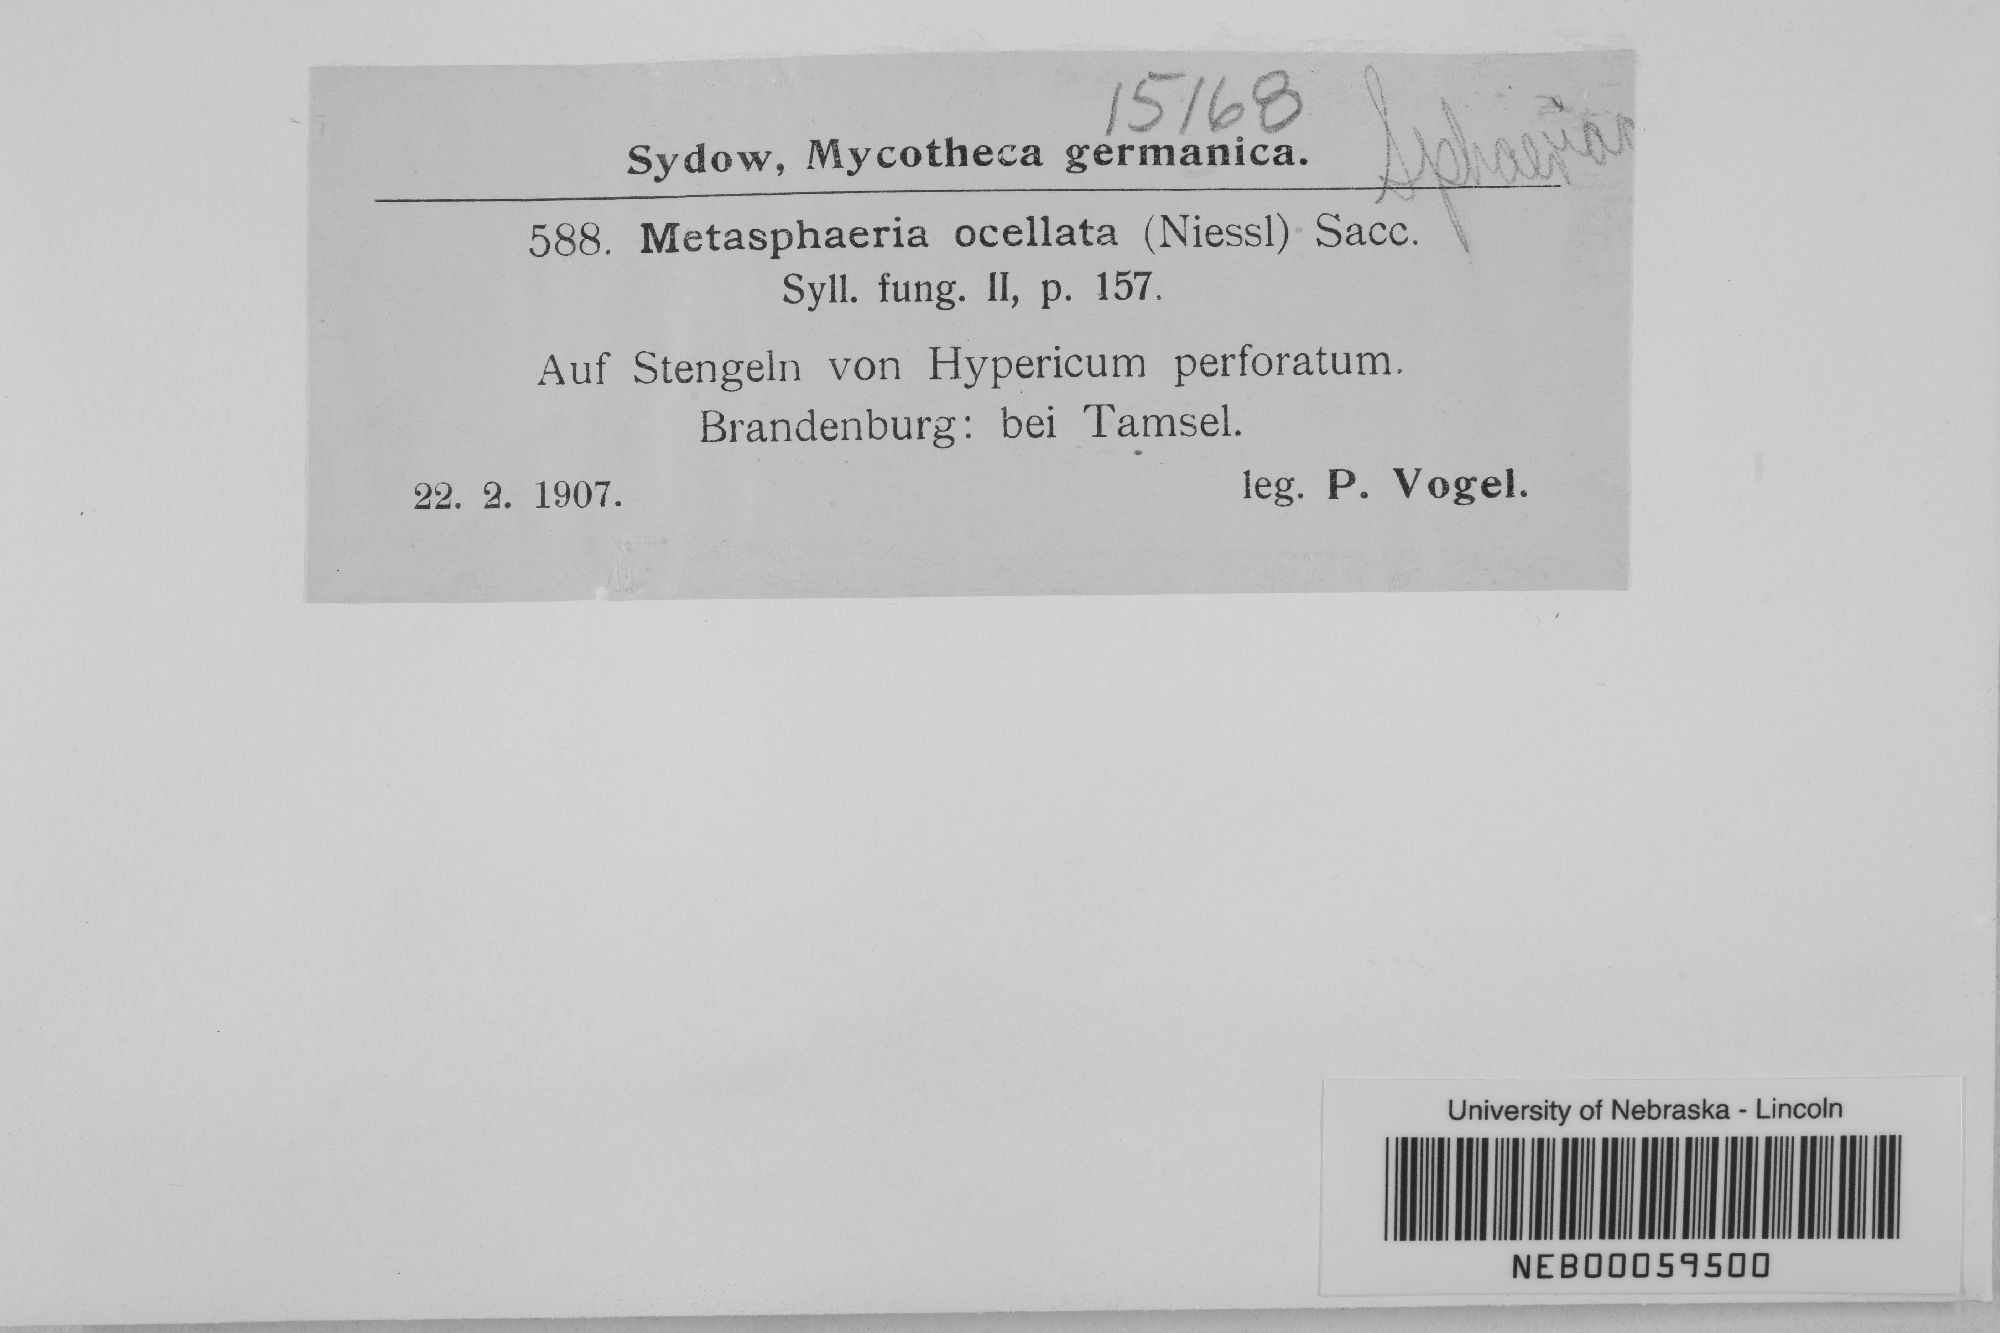 15168
Sydow, Mycotheca germanica.
588. Metasphaeria ocellata (Niessl) Sacc.
Syll. fung. II, p. 157.
Auf Stengeln von Hypericum perforatum.
Brandenburg: bei Tamsel.
22. 2. 1907. leg. P. Vogel.
University of Nebraska - Lincoln
NEB00059500